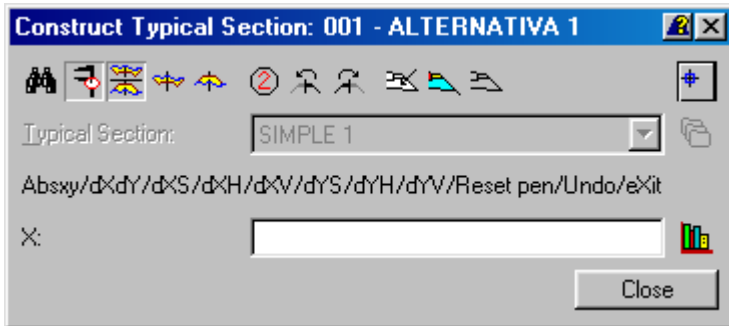 Construct Typical Section: 001 - ALTERNATIVA 1
2
Typical Section: SIMPLE 1
Absxy/dXdY/dXS/dXH/dXV/dYS/dYH/dYV/Reset pen/Undo/eXit
X:
Close